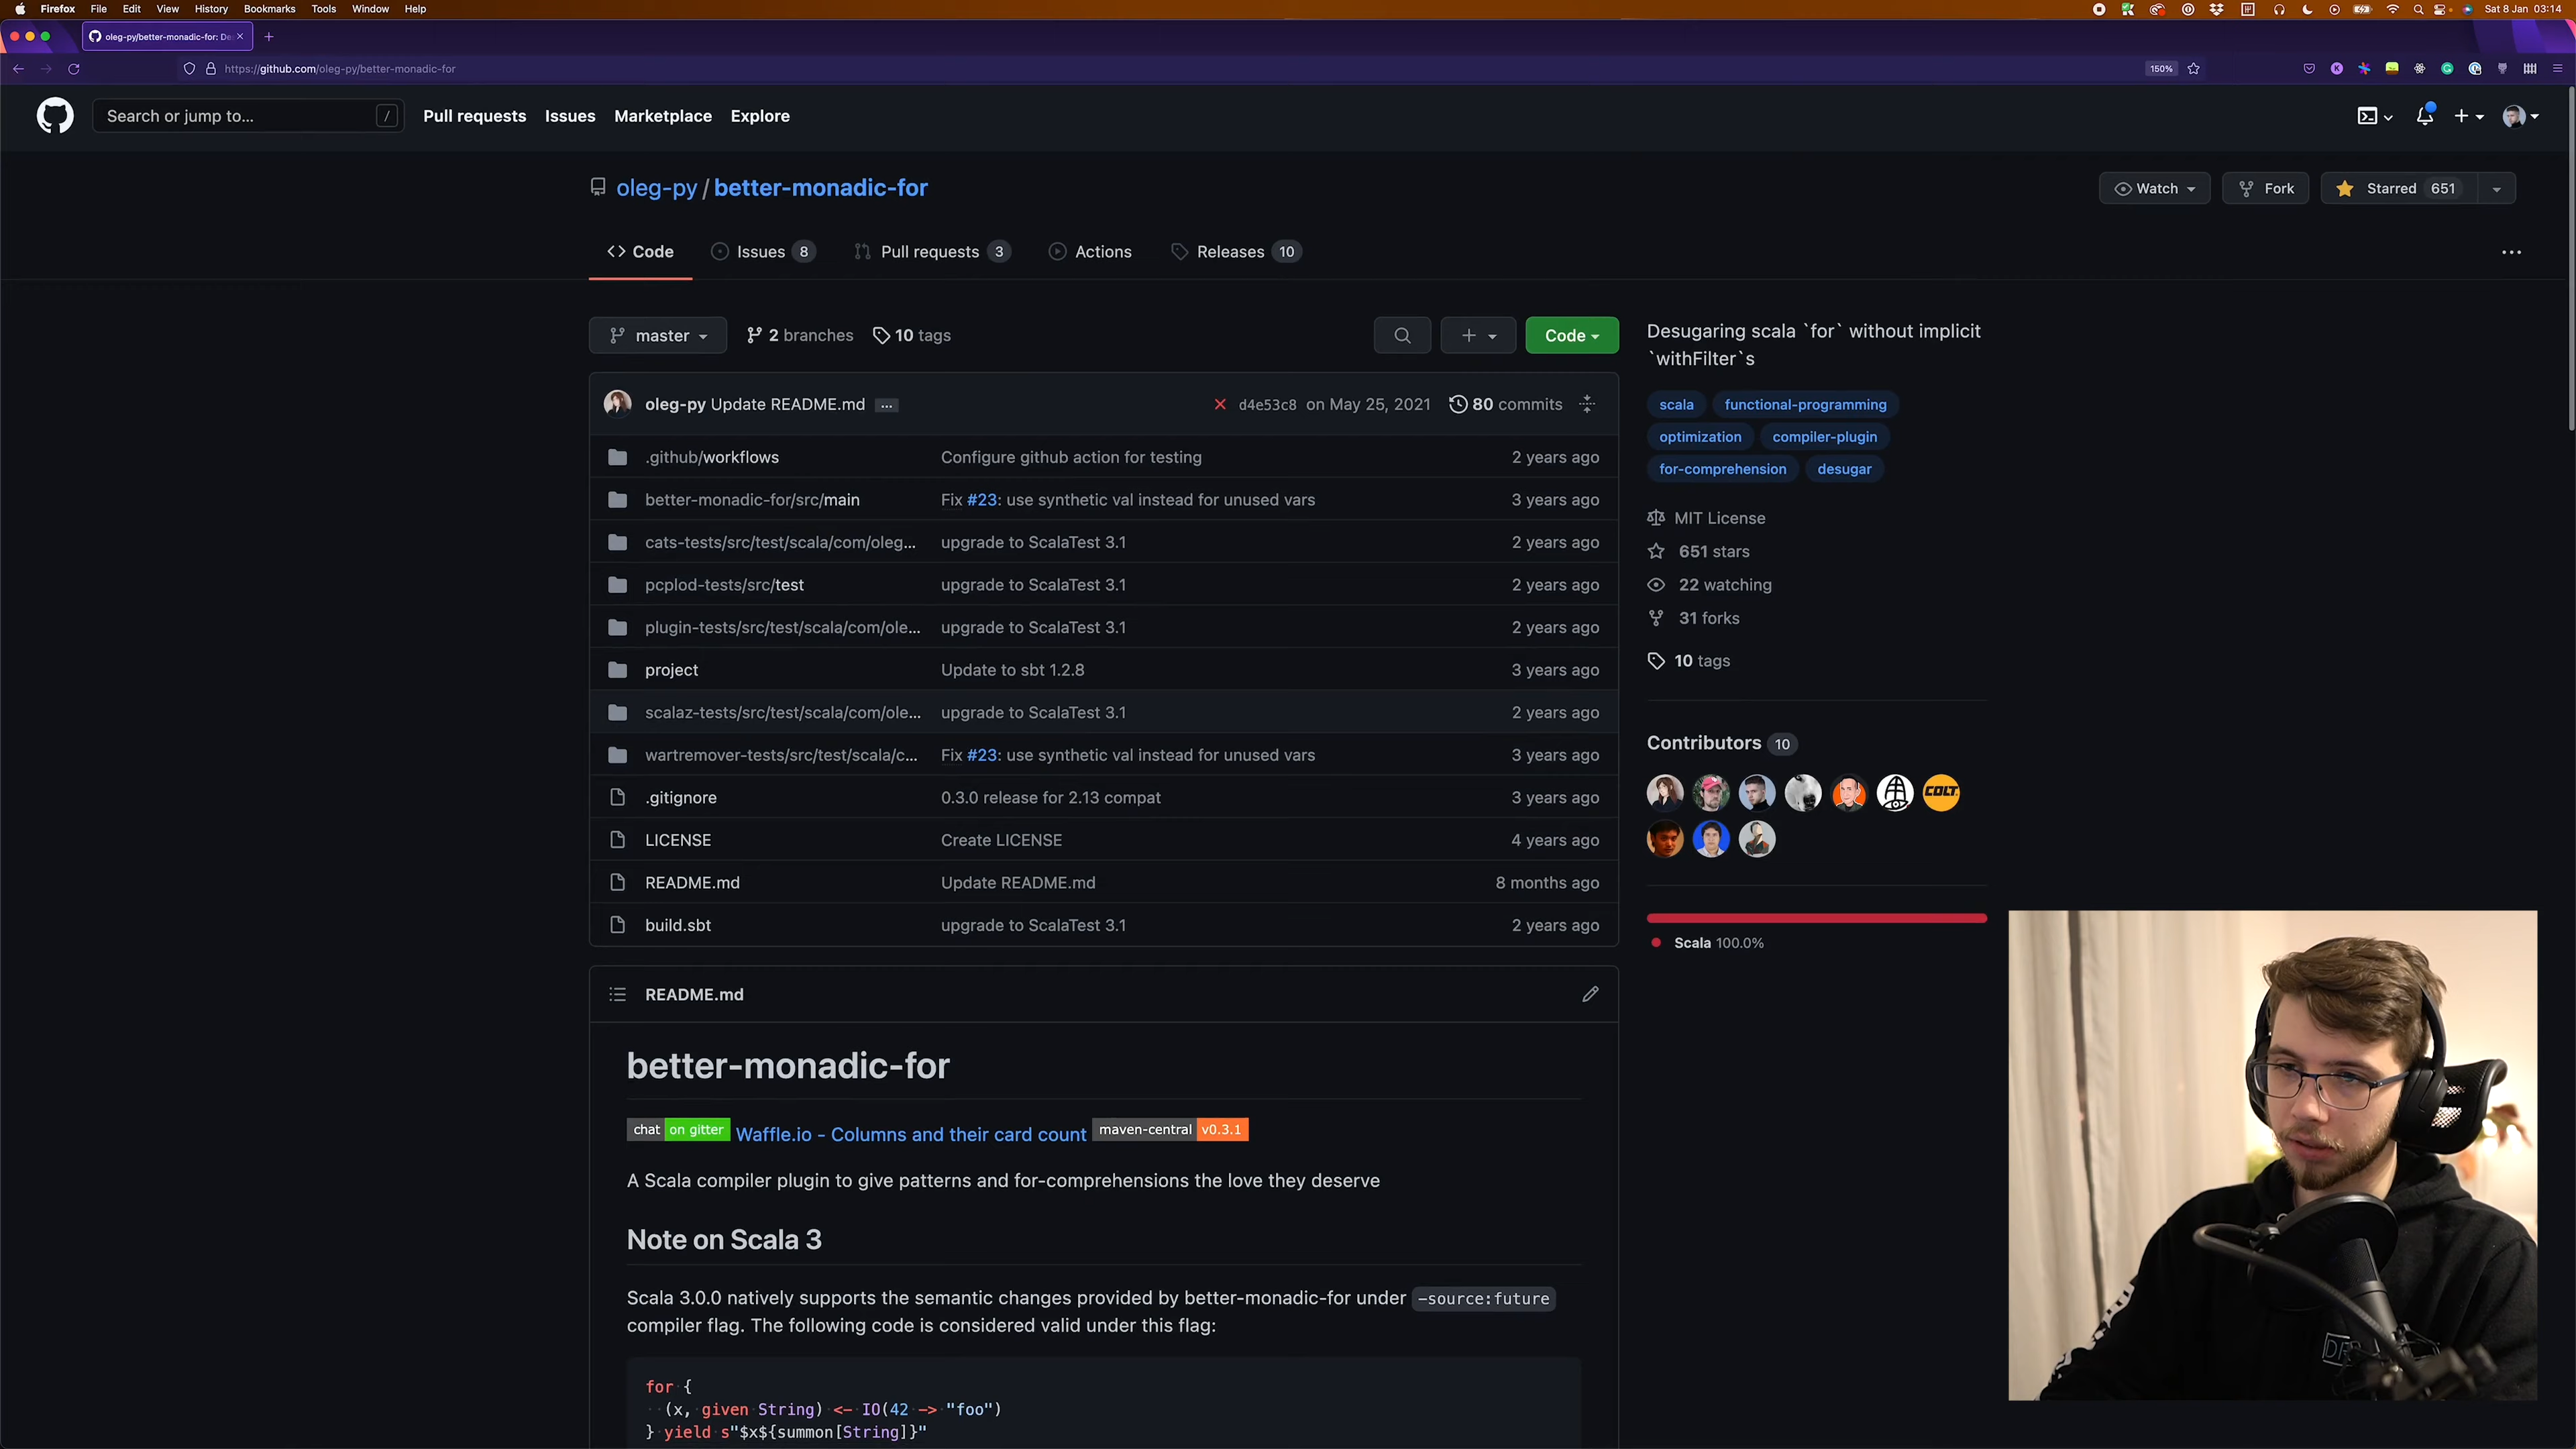 Firefox File Edit View History Bookmarks Tools Window Help
Sat 8 Jan 03:14
oleg-py/better-monadic-for: De
https://github.com/oleg-py/better-monadic-for
150%
Search or jump to... /
Pull requests Issues Marketplace Explore
oleg-py / better-monadic-for
Watch Fork Starred 651
Code Issues 8 Pull requests 3 Actions Releases 10
master 2 branches 10 tags
Code
oleg-py Update README.md ... d4e53c8 on May 25, 2021 80 commits
.github/workflows Configure github action for testing 2 years ago
better-monadic-for/src/main Fix #23: use synthetic val instead for unused vars 3 years ago
cats-tests/src/test/scala/com/oleg... upgrade to ScalaTest 3.1 2 years ago
pcplod-tests/src/test upgrade to ScalaTest 3.1 2 years ago
plugin-tests/src/test/scala/com/ole... upgrade to ScalaTest 3.1 2 years ago
project Update to sbt 1.2.8 3 years ago
scalaz-tests/src/test/scala/com/ole... upgrade to ScalaTest 3.1 2 years ago
wartremover-tests/src/test/scala/c... Fix #23: use synthetic val instead for unused vars 3 years ago
.gitignore 0.3.0 release for 2.13 compat 3 years ago
LICENSE Create LICENSE 4 years ago
README.md Update README.md 8 months ago
build.sbt upgrade to ScalaTest 3.1 2 years ago
README.md
better-monadic-for
chat on gitter Waffle.io - Columns and their card count maven-central v0.3.1
A Scala compiler plugin to give patterns and for-comprehensions the love they deserve
Note on Scala 3
Scala 3.0.0 natively supports the semantic changes provided by better-monadic-for under -source:future
compiler flag. The following code is considered valid under this flag:
for {
(x, given String) <- IO(42 -> "foo")
} yield s"$x${summon[String]}"
Desugaring scala `for` without implicit
`withFilter`s
scala functional-programming
optimization compiler-plugin
for-comprehension desugar
MIT License
651 stars
22 watching
31 forks
10 tags
Contributors 10
COLT
Scala 100.0%